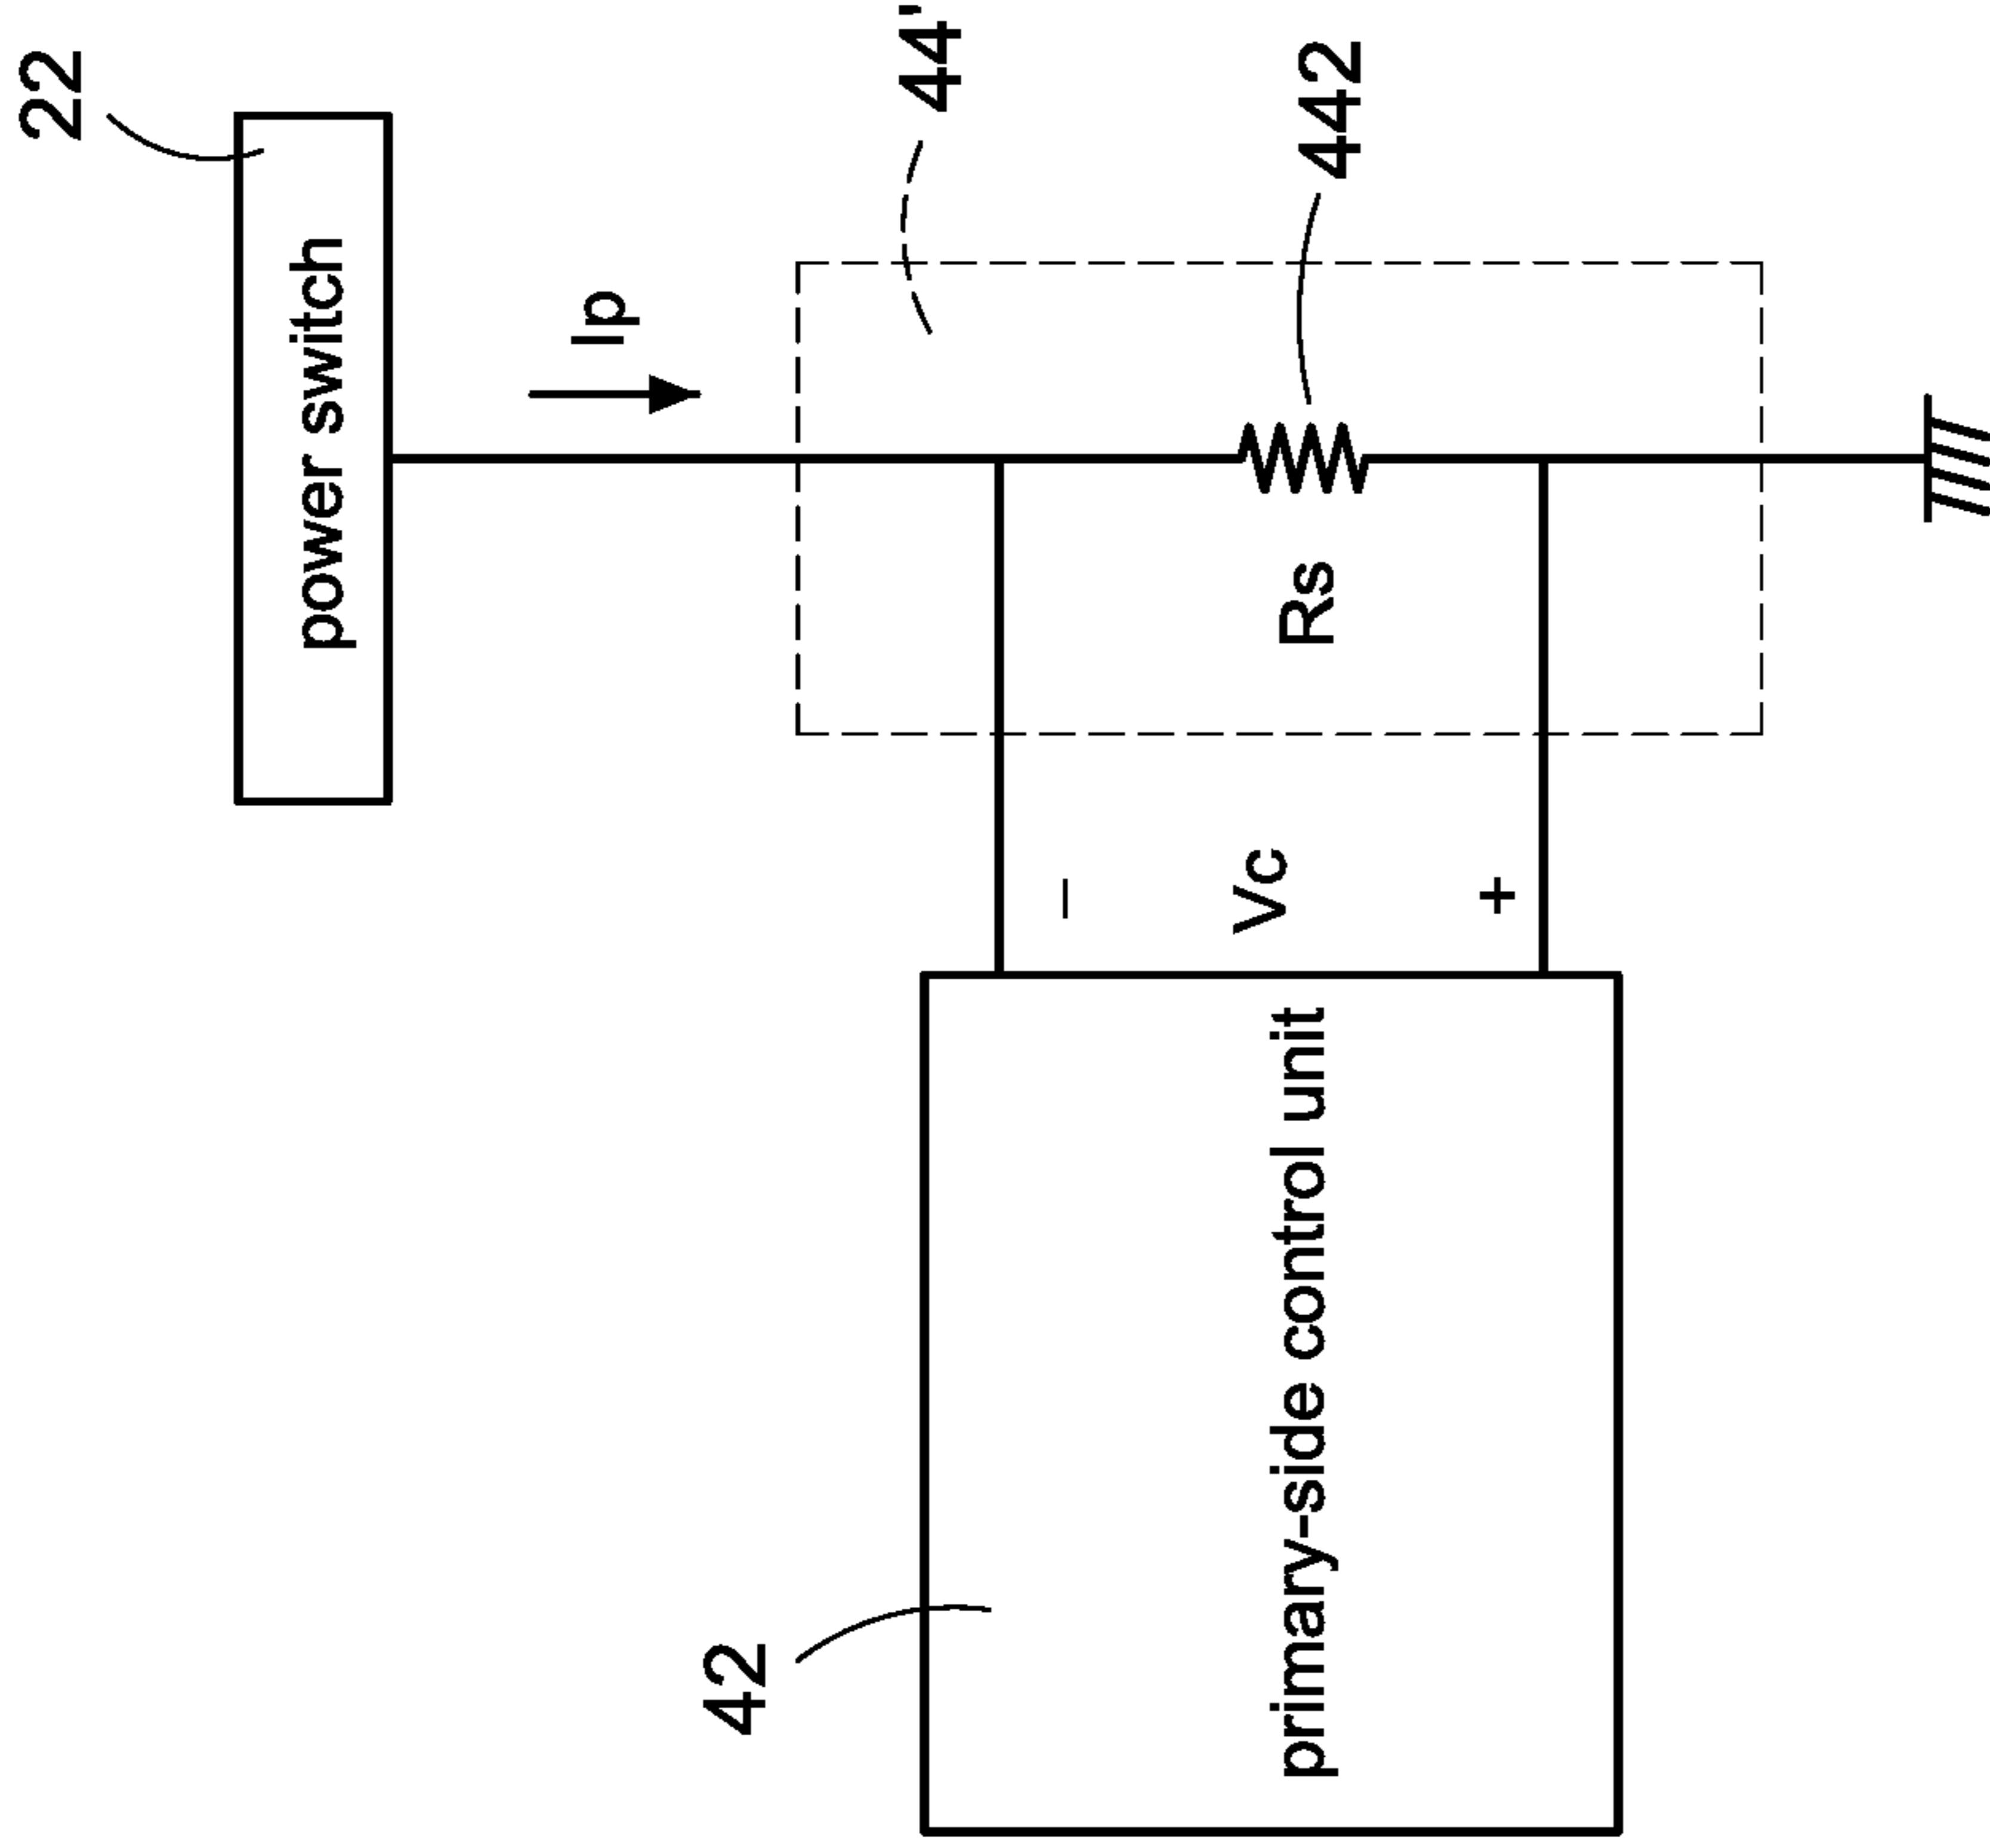 22
power switch
Ip
44'
442
Rs
−
Vc
+
42
primary-side control unit